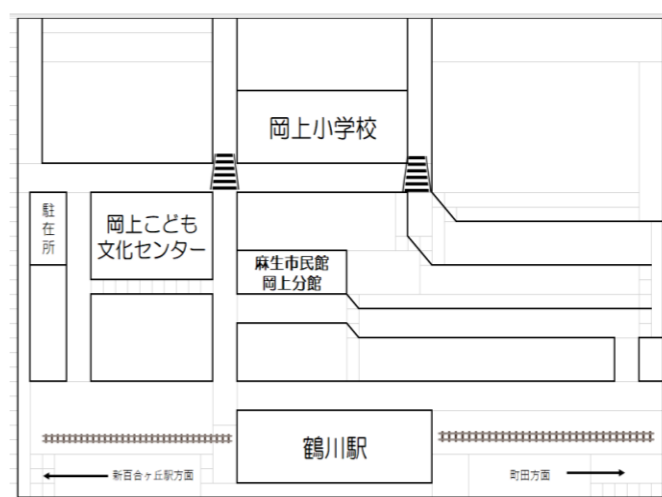 岡上小学校
駐在所
岡上こども
文化センター
麻生市民館
岡上分館
鶴川駅
新百合ヶ丘駅方面
町田方面